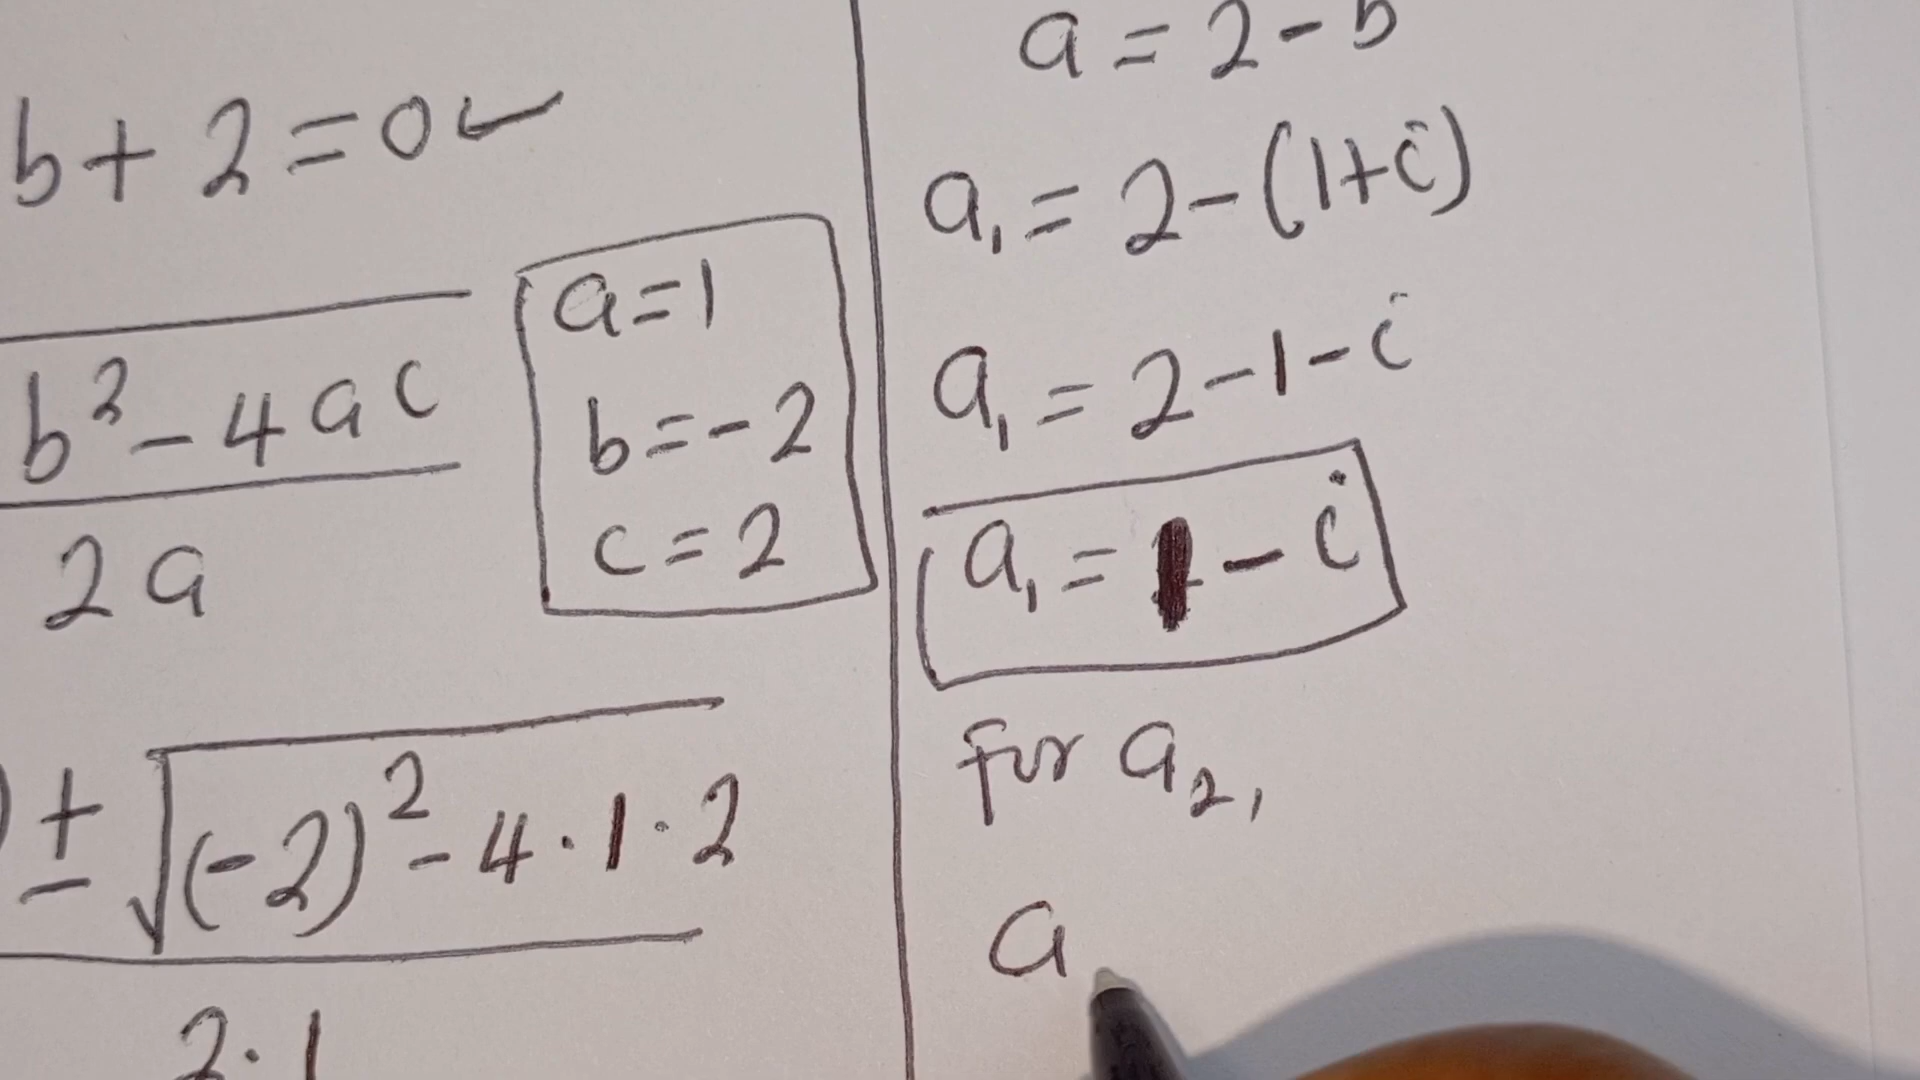 b + 2 = 0 ✓
b² - 4ac
2a
a = 1
b = -2
c = 2
) ± √(-2)² - 4 · 1 · 2
2 · 1
a = 2 - b
a₁ = 2 - (1 + i)
a₁ = 2 - 1 - i
a₁ = 1 - i
for a₂,
a